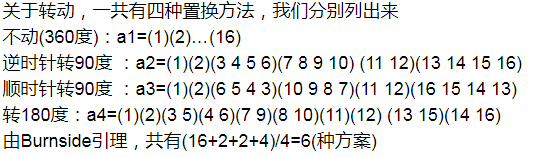 关于转动，一共有四种置换方法，我们分别列出来
不动(360度)：a1=(1)(2)…(16)
逆时针转90度 ：a2=(1)(2)(3 4 5 6)(7 8 9 10) (11 12)(13 14 15 16)
顺时针转90度 ：a3=(1)(2)(6 5 4 3)(10 9 8 7)(11 12)(16 15 14 13)
转180度：a4=(1)(2)(3 5)(4 6)(7 9)(8 10)(11)(12) (13 15)(14 16)
由Burnside引理，共有(16+2+2+4)/4=6(种方案)